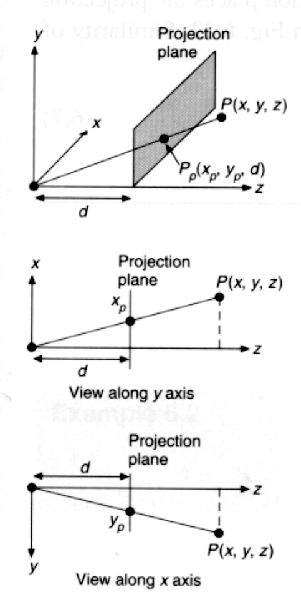 y
Projection
plane
P(x, y, z)
x
Pp(xp, yp, d)
z
d
x
Projection
plane
P(x, y, z)
xp
z
d
View along y axis
Projection
plane
d
z
yp
P(x, y, z)
y
View along x axis